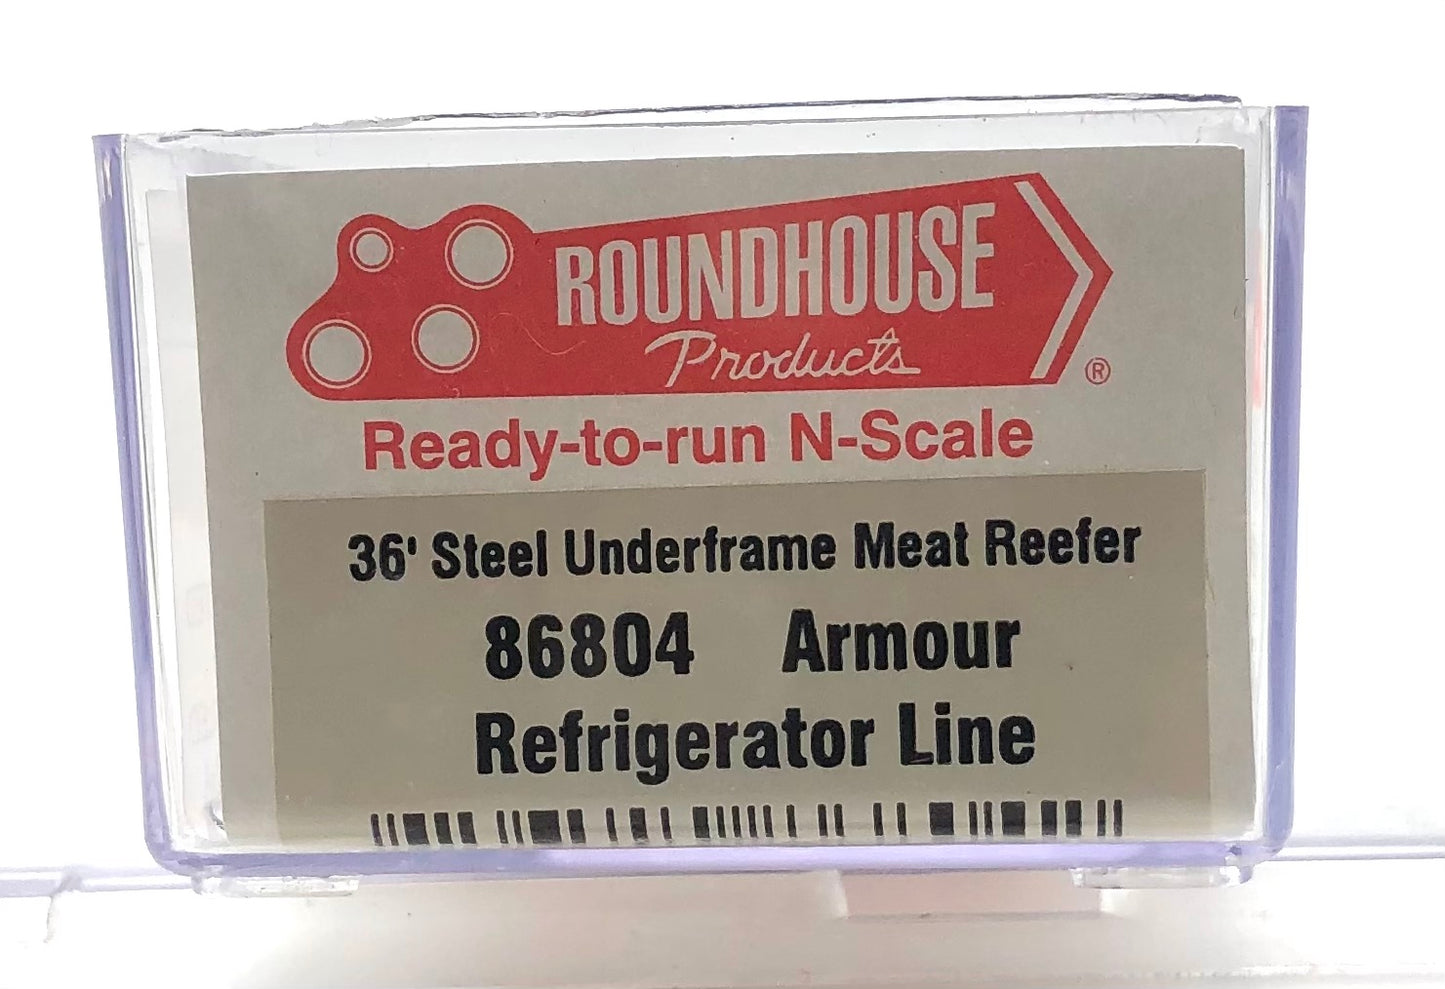 ROUNDHOUSE
Products
®
Ready-to-run N-Scale
36' Steel Underframe Meat Reefer
86804 Armour
Refrigerator Line